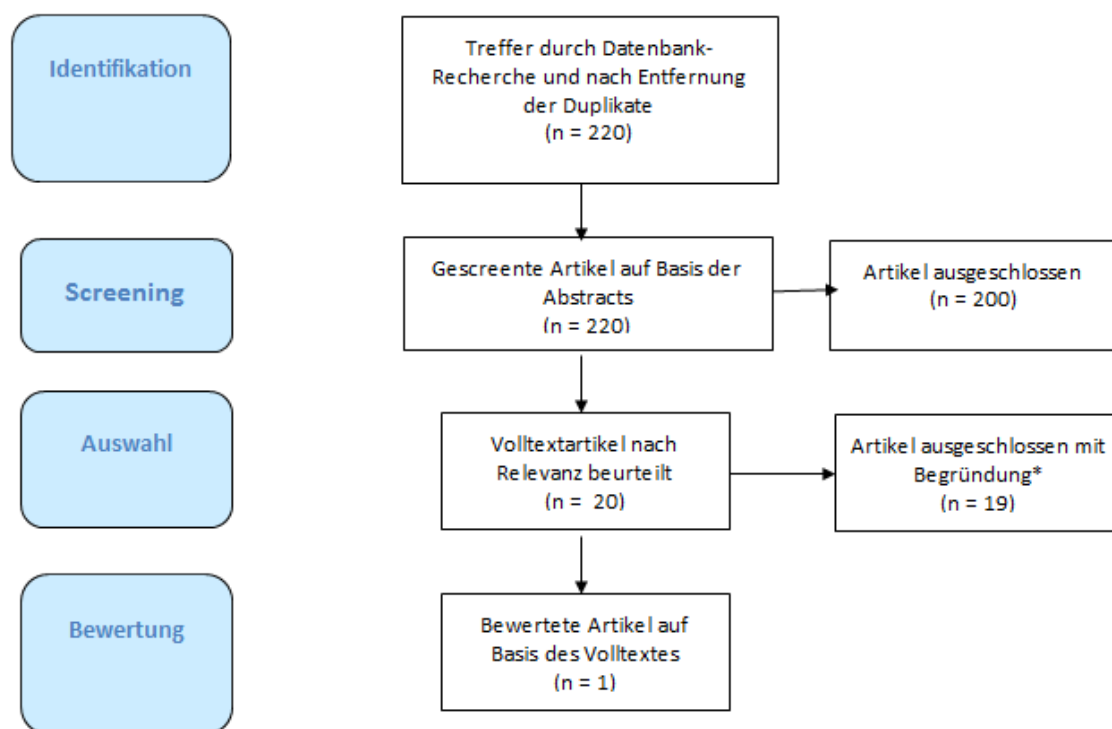 Identifikation
Treffer durch Datenbank-
Recherche und nach Entfernung
der Duplikate
(n = 220)
Screening
Gescreente Artikel auf Basis der
Abstracts
(n = 220)
Artikel ausgeschlossen
(n = 200)
Auswahl
Volltextartikel nach
Relevanz beurteilt
(n = 20)
Artikel ausgeschlossen mit
Begründung*
(n = 19)
Bewertung
Bewertete Artikel auf
Basis des Volltextes
(n = 1)